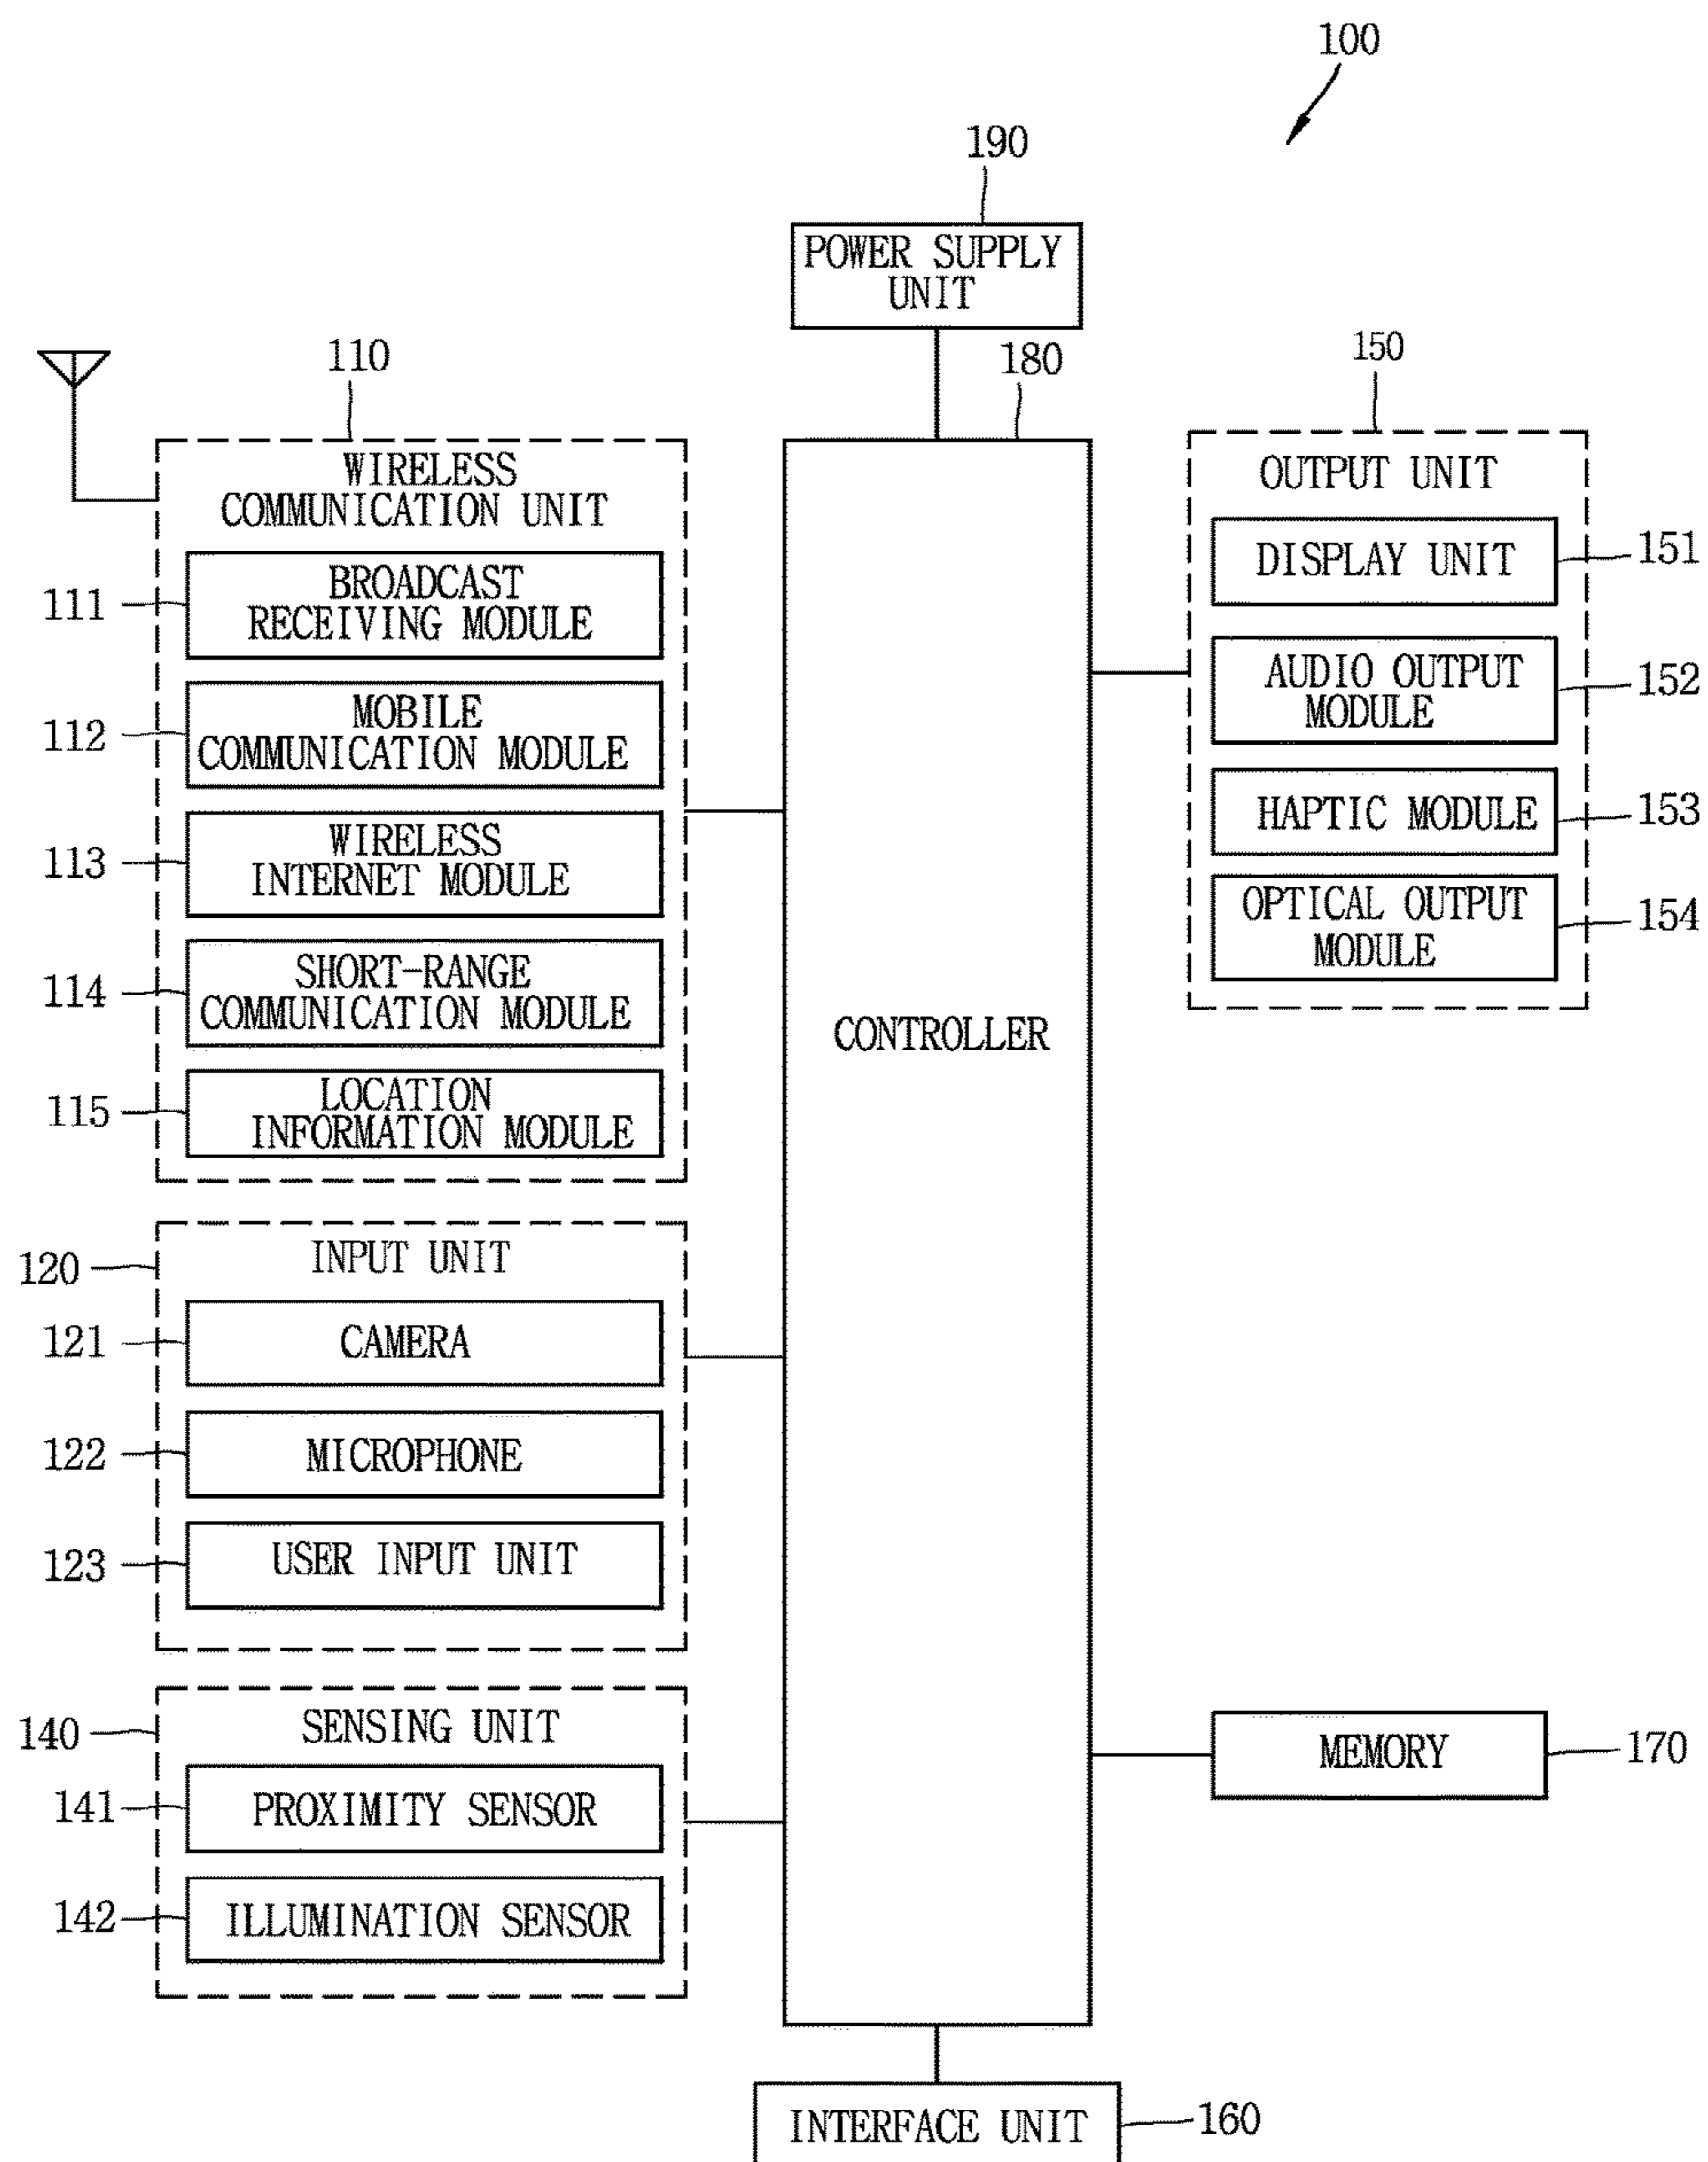 100
190
POWER SUPPLY
UNIT
180
110
WIRELESS
COMMUNICATION UNIT
111
BROADCAST
RECEIVING MODULE
112
MOBILE
COMMUNICATION MODULE
113
WIRELESS
INTERNET MODULE
114
SHORT-RANGE
COMMUNICATION MODULE
115
LOCATION
INFORMATION MODULE
120
INPUT UNIT
121
CAMERA
122
MICROPHONE
123
USER INPUT UNIT
140
SENSING UNIT
141
PROXIMITY SENSOR
142
ILLUMINATION SENSOR
CONTROLLER
150
OUTPUT UNIT
DISPLAY UNIT
151
AUDIO OUTPUT
MODULE
152
HAPTIC MODULE
153
OPTICAL OUTPUT
MODULE
154
MEMORY
170
INTERFACE UNIT
160